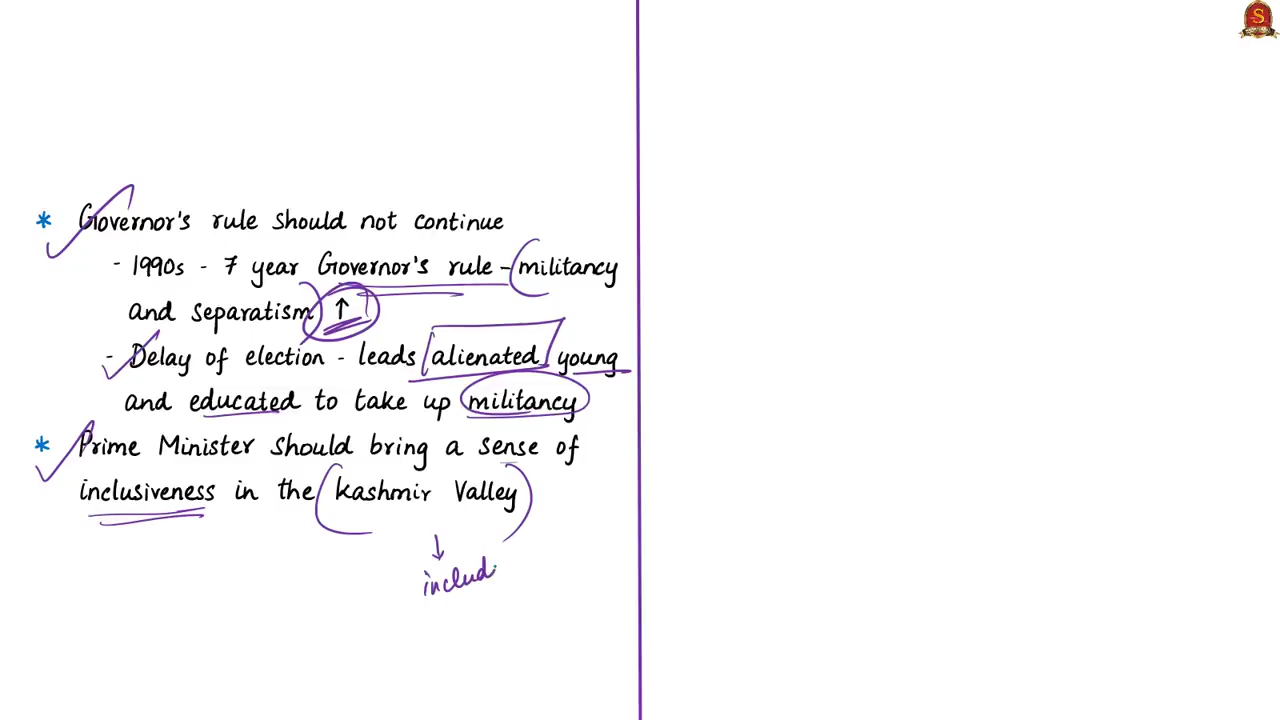 * Governor's rule should not continue
- 1990s - 7 year Governor's rule - militancy
and separatism ↑
- Delay of election - leads alienated young
and educated to take up militancy
* Prime Minister should bring a sense of
inclusiveness in the Kashmir Valley
↓
includ
S